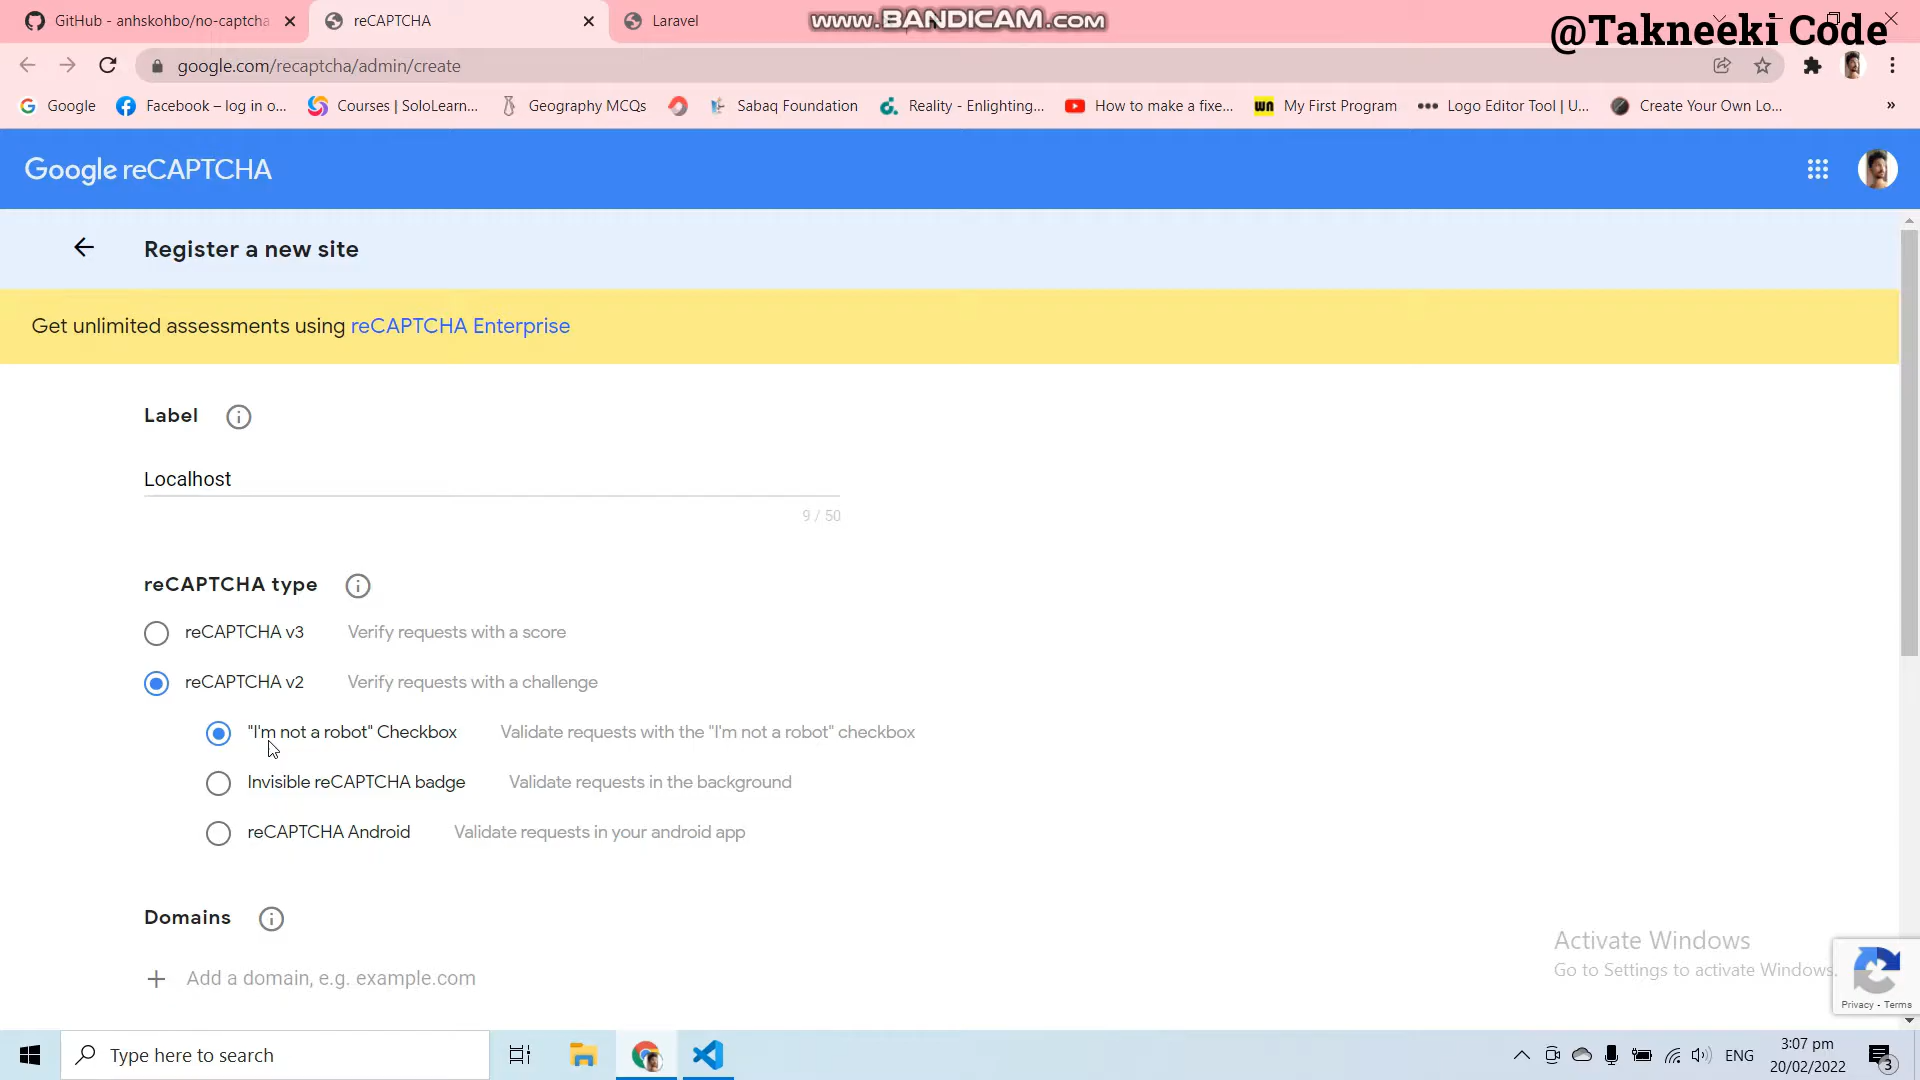 GitHub - anhskohbo/no-captcha
reCAPTCHA
Laravel
www.BANDICAM.com
@Takneeki Code
google.com/recaptcha/admin/create
Google
Facebook – log in o...
Courses | SoloLearn...
Geography MCQs
Sabaq Foundation
Reality - Enlighting...
How to make a fixe...
wn
My First Program
Logo Editor Tool | U...
Create Your Own Lo...
»
Google reCAPTCHA
Register a new site
Get unlimited assessments using reCAPTCHA Enterprise
Label
Localhost
9 / 50
reCAPTCHA type
reCAPTCHA v3 Verify requests with a score
reCAPTCHA v2 Verify requests with a challenge
"I'm not a robot" Checkbox Validate requests with the "I'm not a robot" checkbox
Invisible reCAPTCHA badge Validate requests in the background
reCAPTCHA Android Validate requests in your android app
Domains
Add a domain, e.g. example.com
Activate Windows
Go to Settings to activate Windows.
Privacy - Terms
Type here to search
ENG
3:07 pm
20/02/2022
3